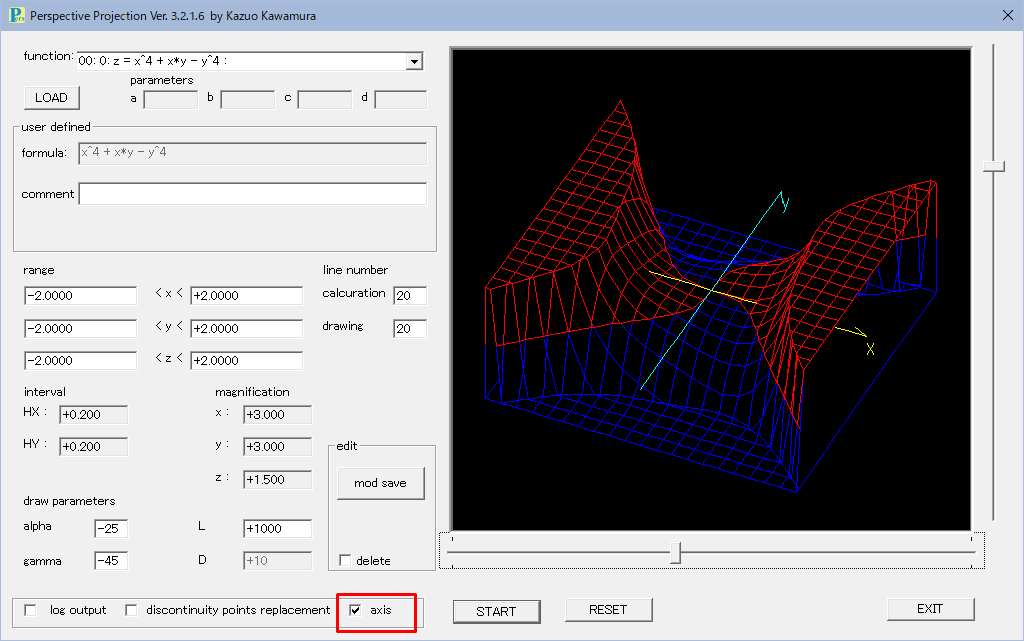 Perspective Projection Ver. 3.2.1.6 by Kazuo Kawamura
function: 00: 0: z = x^4 + x*y - y^4 :
parameters
LOAD a b c d
user defined
formula: x^4 + x*y - y^4
comment
range line number
-2.0000 < x < +2.0000 calcuration 20
-2.0000 < y < +2.0000 drawing 20
-2.0000 < z < +2.0000
interval magnification
HX : +0.200 x : +3.000
HY : +0.200 y : +3.000
z : +1.500
edit
mod save
delete
draw parameters
alpha -25 L +1000
gamma -45 D +10
log output discontinuity points replacement axis
y
x
START RESET EXIT